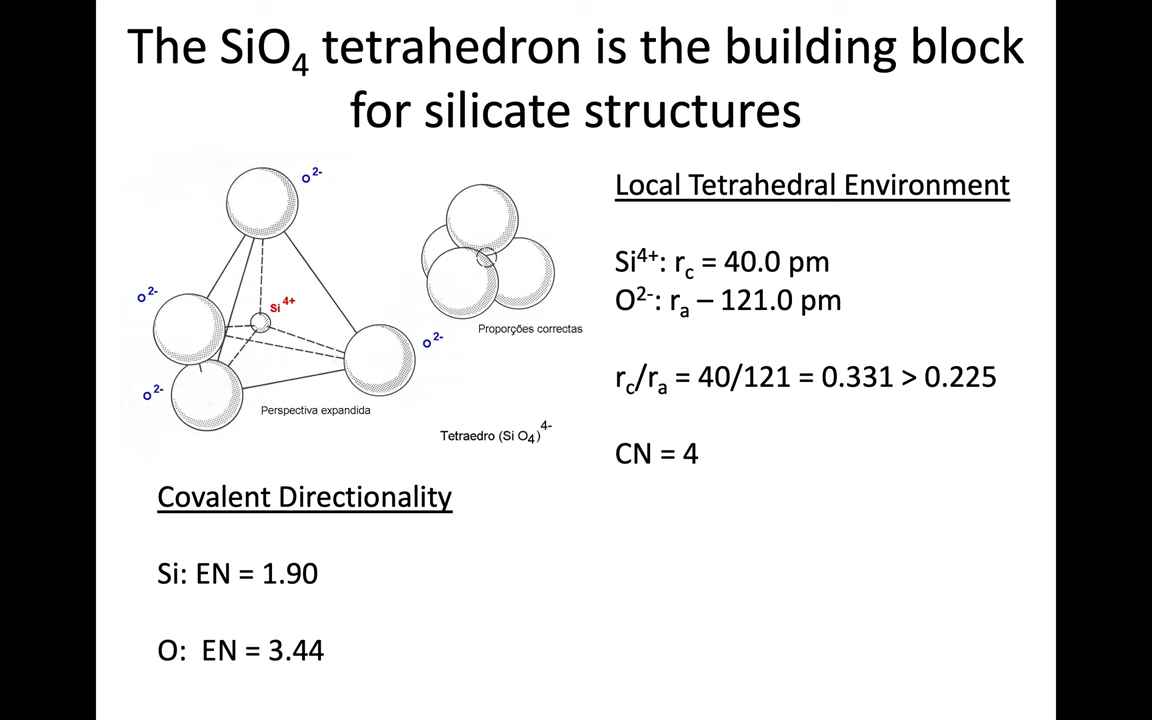 The SiO₄ tetrahedron is the building block
for silicate structures
O²⁻
O²⁻
Si⁴⁺
O²⁻
O²⁻
Perspectiva expandida
Proporções correctas
Tetraedro (Si O₄)⁴⁻
Local Tetrahedral Environment
Si⁴⁺: r꜀ = 40.0 pm
O²⁻: rₐ – 121.0 pm
r꜀/rₐ = 40/121 = 0.331 > 0.225
CN = 4
Covalent Directionality
Si: EN = 1.90
O: EN = 3.44